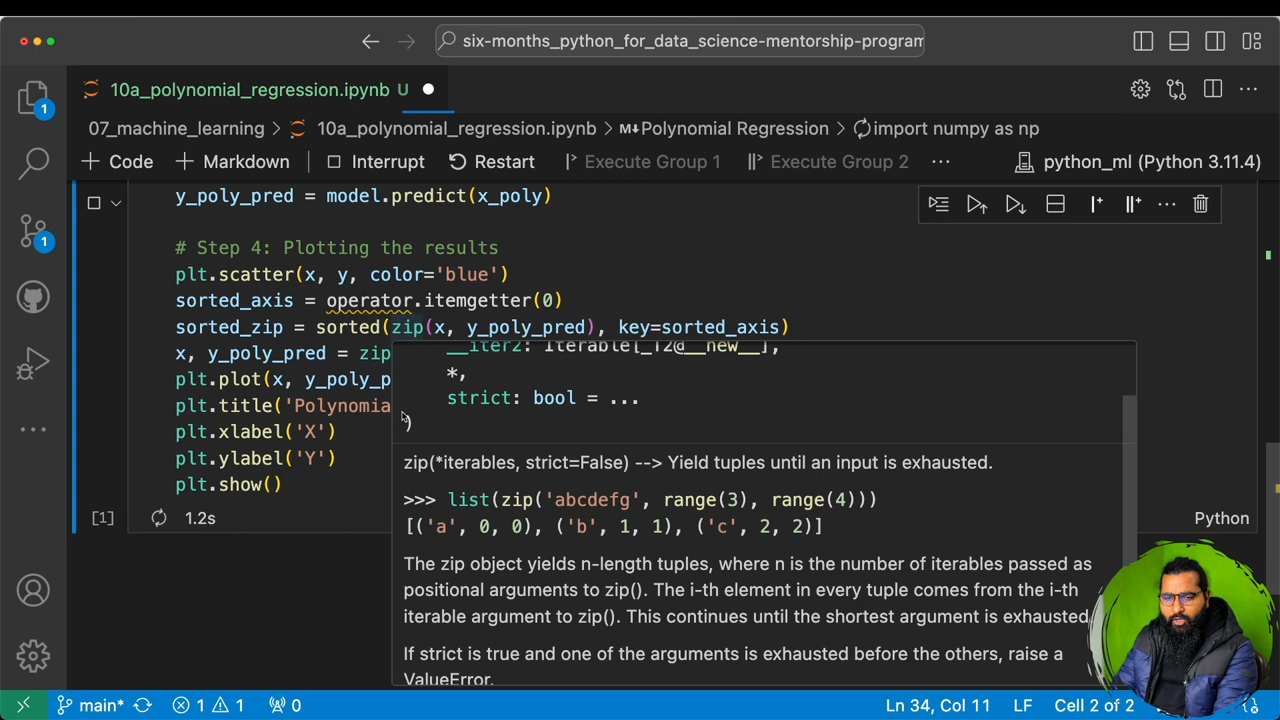 six-months_python_for_data_science-mentorship-program
10a_polynomial_regression.ipynb U
07_machine_learning > 10a_polynomial_regression.ipynb > M↓Polynomial Regression > import numpy as np
+ Code + Markdown | Interrupt Restart Execute Group 1 Execute Group 2 ... python_ml (Python 3.11.4)
1
1
y_poly_pred = model.predict(x_poly)
# Step 4: Plotting the results
plt.scatter(x, y, color='blue')
sorted_axis = operator.itemgetter(0)
sorted_zip = sorted(zip(x, y_poly_pred), key=sorted_axis)
x, y_poly_pred = zip
plt.plot(x, y_poly_p
plt.title('Polynomia
plt.xlabel('X')
plt.ylabel('Y')
plt.show()
[1] 1.2s
Python
__iter2: Iterable[_T2@__new__],
*,
strict: bool = ...
)
zip(*iterables, strict=False) --> Yield tuples until an input is exhausted.
>>> list(zip('abcdefg', range(3), range(4)))
[('a', 0, 0), ('b', 1, 1), ('c', 2, 2)]
The zip object yields n-length tuples, where n is the number of iterables passed as
positional arguments to zip(). The i-th element in every tuple comes from the i-th
iterable argument to zip(). This continues until the shortest argument is exhausted
If strict is true and one of the arguments is exhausted before the others, raise a
ValueError.
main* 1 1 0 Ln 34, Col 11 LF Cell 2 of 2